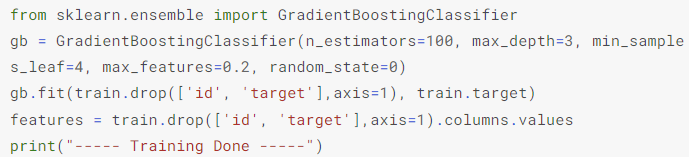 from sklearn.ensemble import GradientBoostingClassifier
gb = GradientBoostingClassifier(n_estimators=100, max_depth=3, min_sample
s_leaf=4, max_features=0.2, random_state=0)
gb.fit(train.drop(['id', 'target'],axis=1), train.target)
features = train.drop(['id', 'target'],axis=1).columns.values
print("----- Training Done -----")